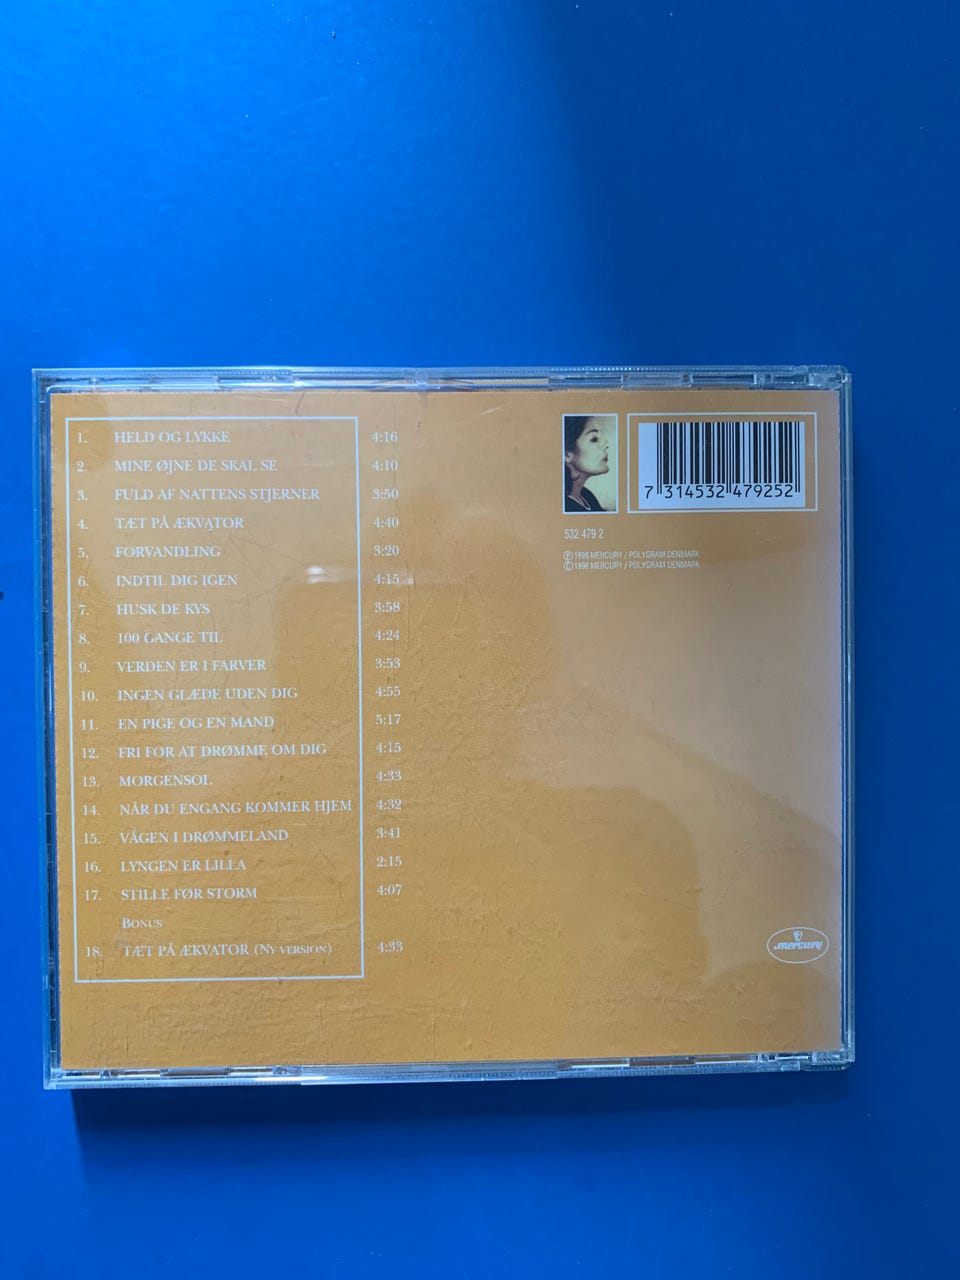 1. HELD OG LYKKE 4:16
2. MINE ØJNE DE SKAL SE 4:10
3. FULD AF NATTENS STJERNER 3:50
4. TÆT PÅ ÆKVATOR 4:40
5. FORVANDLING 3:20
6. INDTIL DIG IGEN 4:15
7. HUSK DE KYS 3:58
8. 100 GANGE TIL 4:24
9. VERDEN ER I FARVER 3:53
10. INGEN GLÆDE UDEN DIG 4:55
11. EN PIGE OG EN MAND 5:17
12. FRI FOR AT DRØMME OM DIG 4:15
13. MORGENSOL 4:33
14. NÅR DU ENGANG KOMMER HJEM 4:32
15. VÅGEN I DRØMMELAND 3:41
16. LYNGEN ER LILLA 2:15
17. STILLE FØR STORM 4:07
BONUS
18. TÆT PÅ ÆKVATOR (NY VERSION) 4:33
7 314532 479252
532 479 2
℗ 1996 MERCURY / POLYGRAM DENMARK
© 1996 MERCURY / POLYGRAM DENMARK
mercury